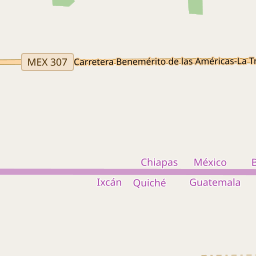 MEX 307
Carretera Benemérito de las Américas-La Tr
Chiapas México
Ixcán Quiché Guatemala